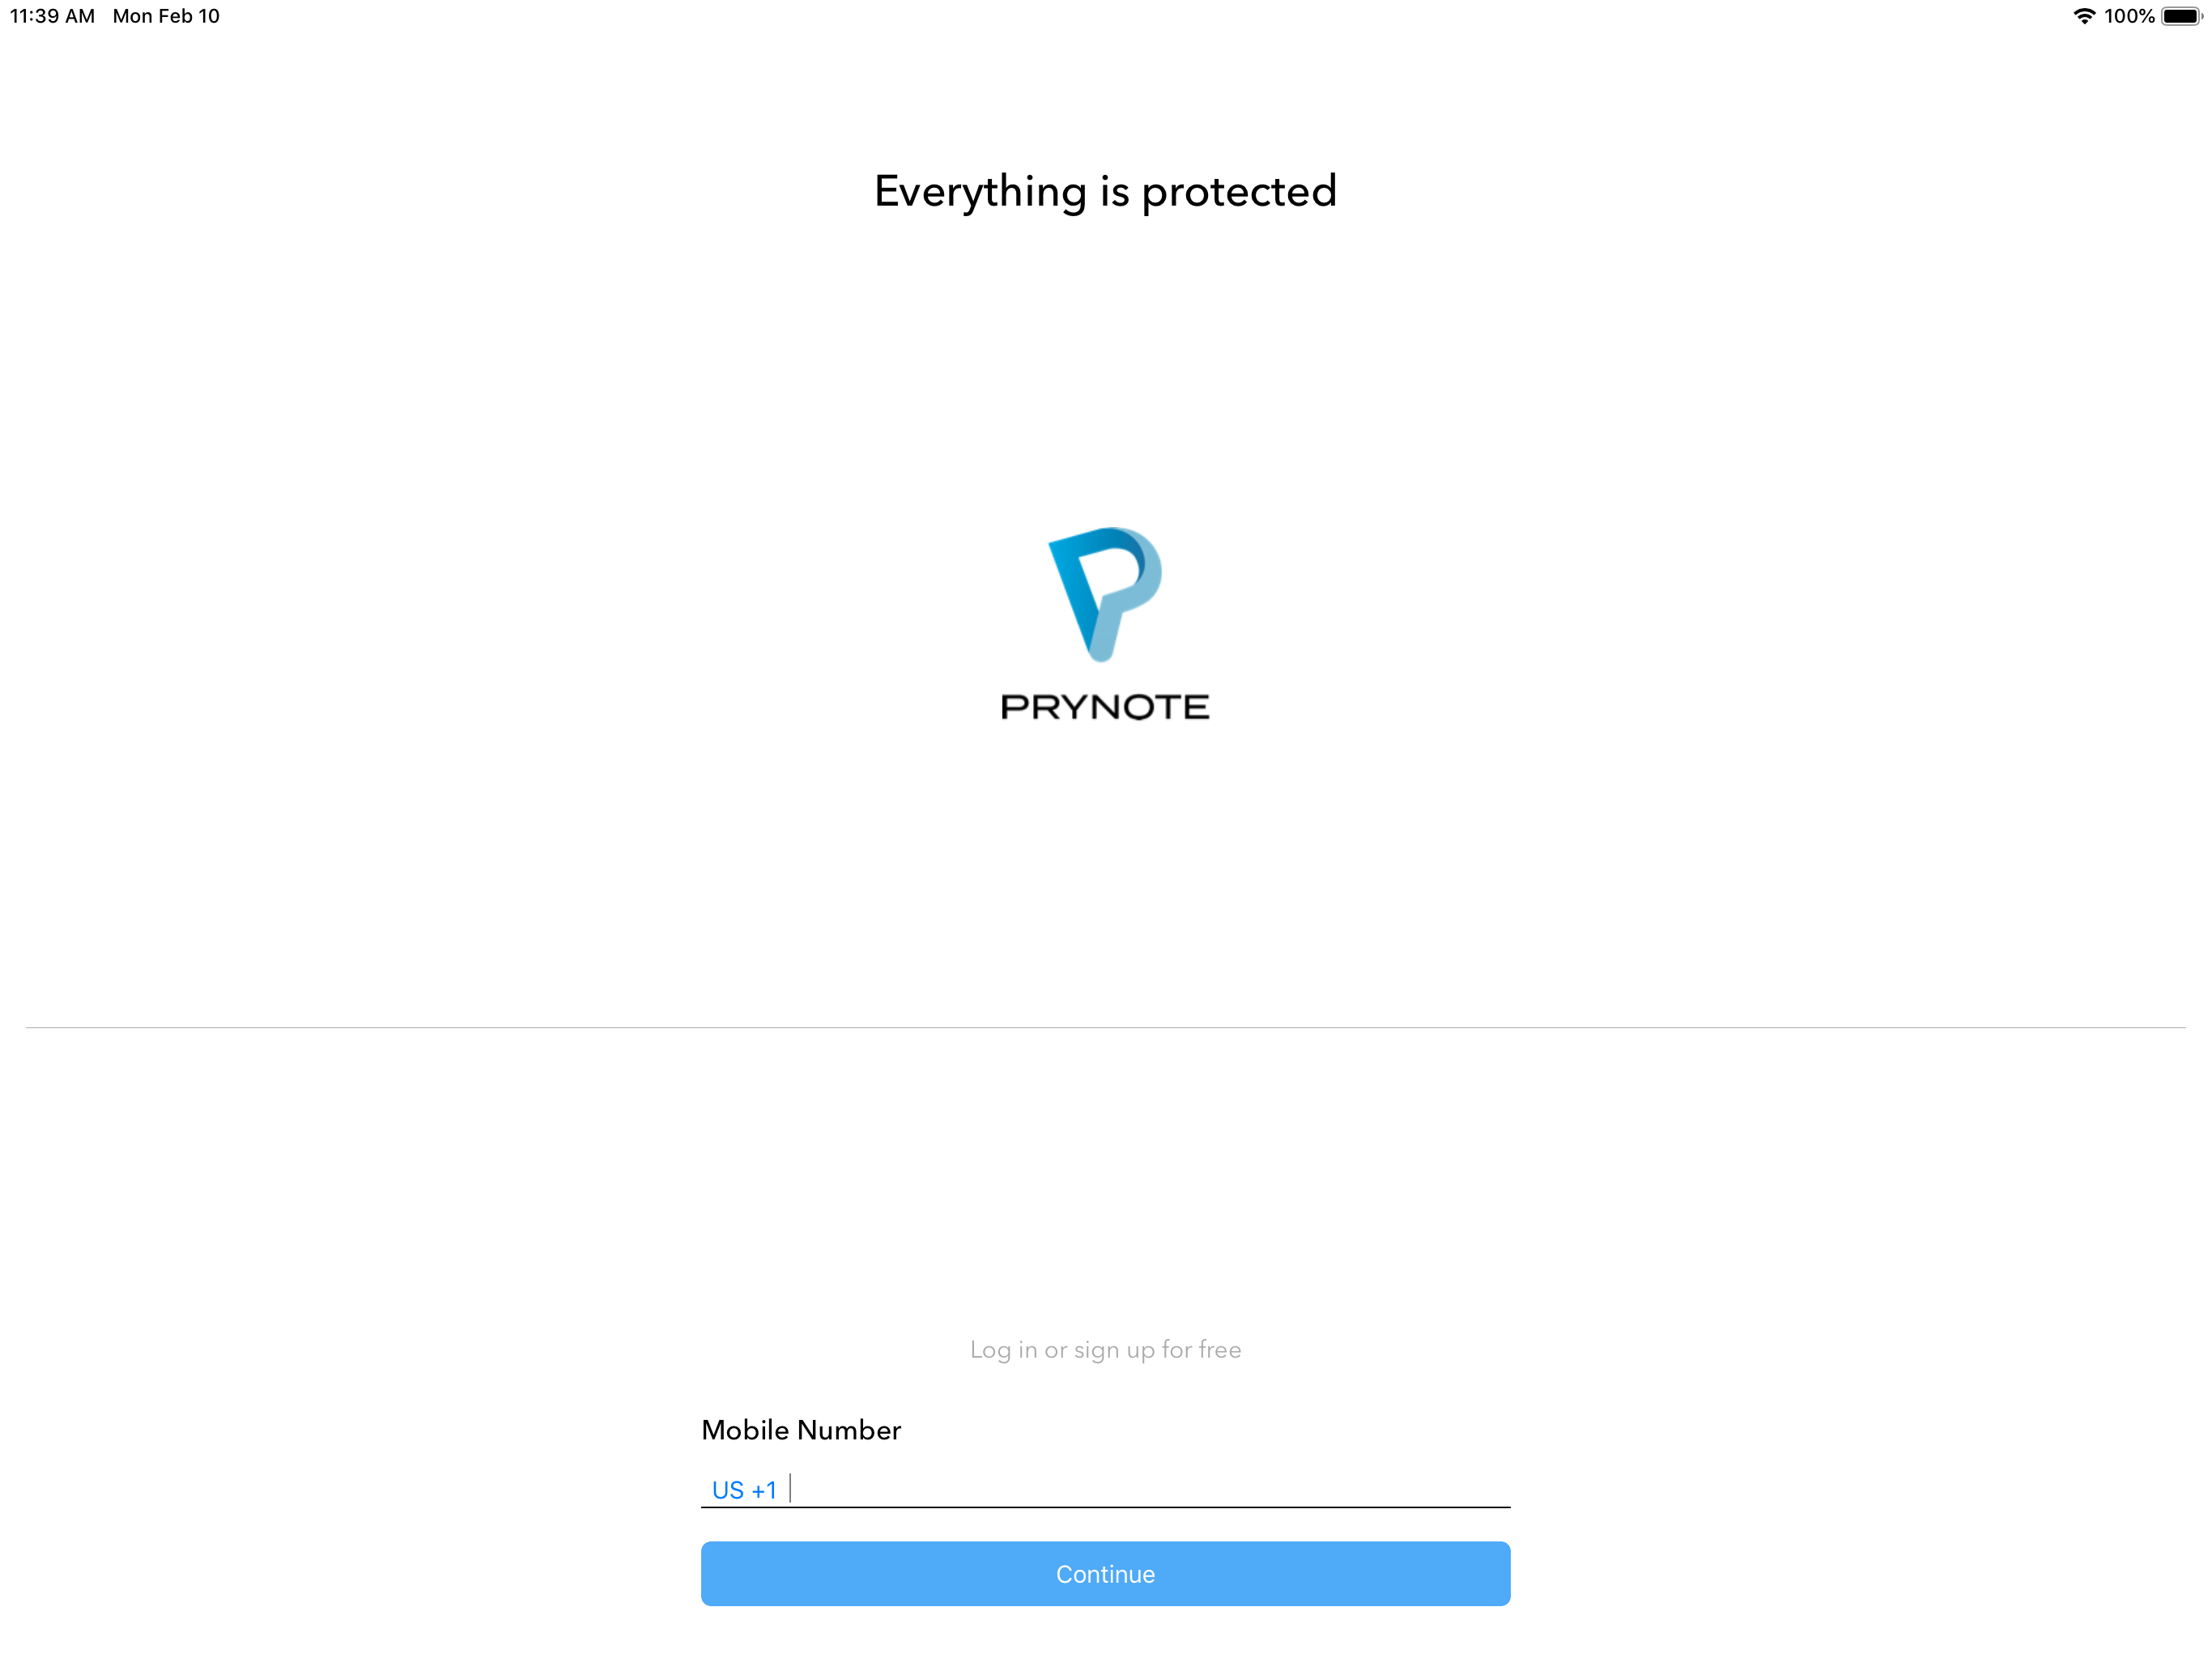 11:39 AM Mon Feb 10 100%
Everything is protected
PRYNOTE
Log in or sign up for free
Mobile Number
US +1
Continue